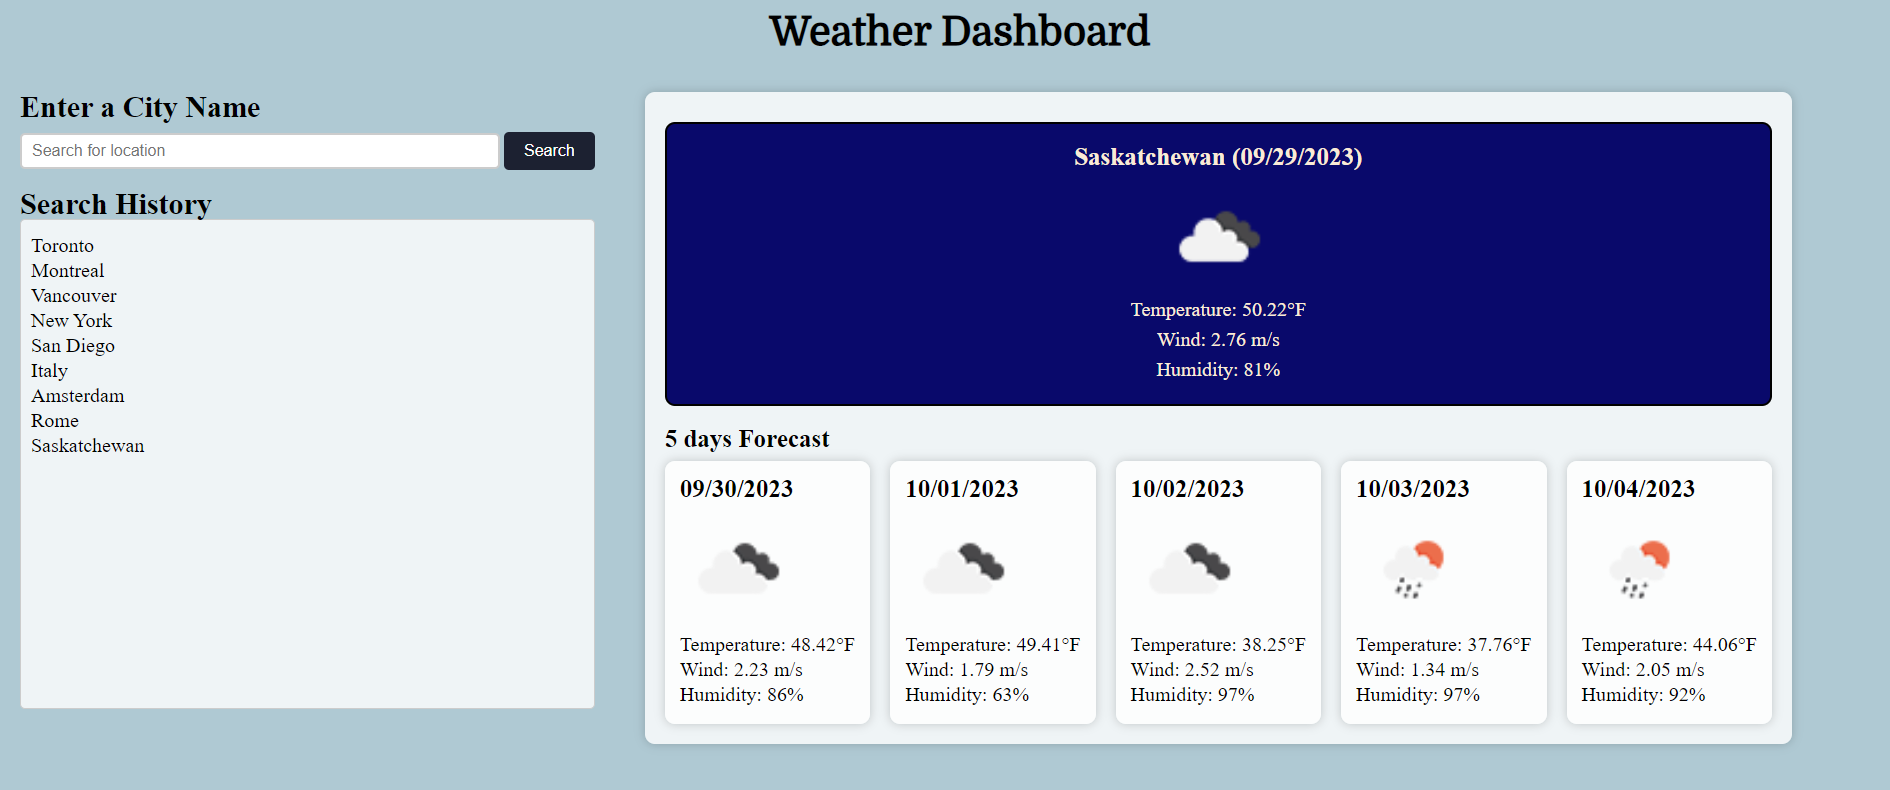 Weather Dashboard
Enter a City Name
Search for location
Search
Search History
Toronto
Montreal
Vancouver
New York
San Diego
Italy
Amsterdam
Rome
Saskatchewan
Saskatchewan (09/29/2023)
Temperature: 50.22°F
Wind: 2.76 m/s
Humidity: 81%
5 days Forecast
09/30/2023
Temperature: 48.42°F
Wind: 2.23 m/s
Humidity: 86%
10/01/2023
Temperature: 49.41°F
Wind: 1.79 m/s
Humidity: 63%
10/02/2023
Temperature: 38.25°F
Wind: 2.52 m/s
Humidity: 97%
10/03/2023
Temperature: 37.76°F
Wind: 1.34 m/s
Humidity: 97%
10/04/2023
Temperature: 44.06°F
Wind: 2.05 m/s
Humidity: 92%